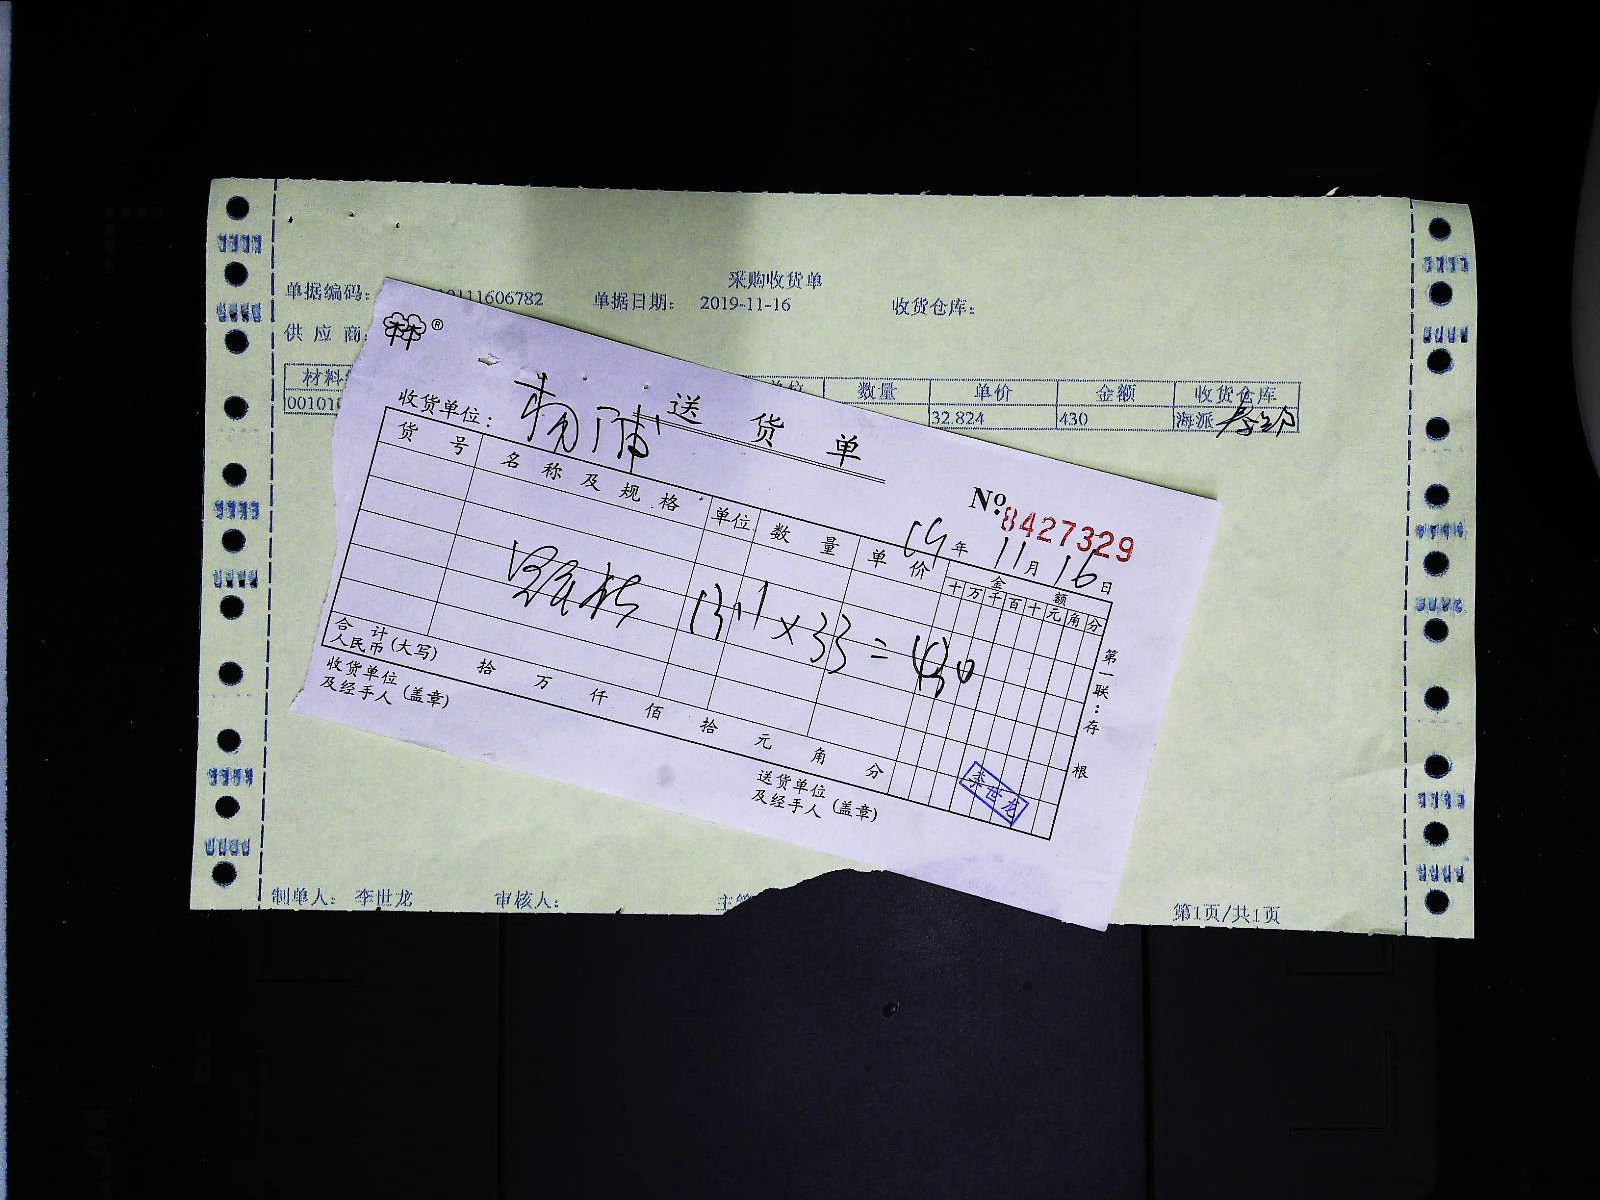 采购收货单
单据编码: 0111606782 单据日期: 2019-11-16 收货仓库:
供 应 商:
材料 单位 数量 单价 金额 收货仓库
001010 32.824 430 海派
送 货 单
收货单位: 杨浦
No. 8427329
19 年 11 月 16 日
货 号 名 称 及 规 格 单位 数 量 单 价 金 额
十 万 千 百 十 元 角 分
13.1 × 33 = 430
合 计
人民币 (大写) 拾 万 仟 佰 拾 元 角 分
收货单位
及经手人 (盖章)
送货单位
及经手人 (盖章)
李世龙
第一联:存根
制单人: 李世龙 审核人: 主管
第1页/共1页